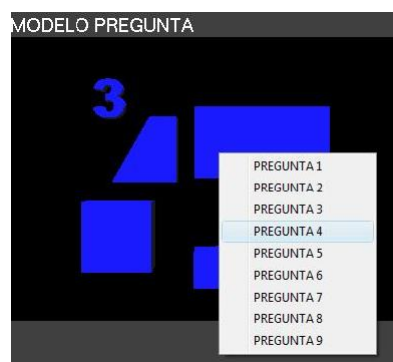 MODELO PREGUNTA
3
PREGUNTA 1
PREGUNTA 2
PREGUNTA 3
PREGUNTA 4
PREGUNTA 5
PREGUNTA 6
PREGUNTA 7
PREGUNTA 8
PREGUNTA 9